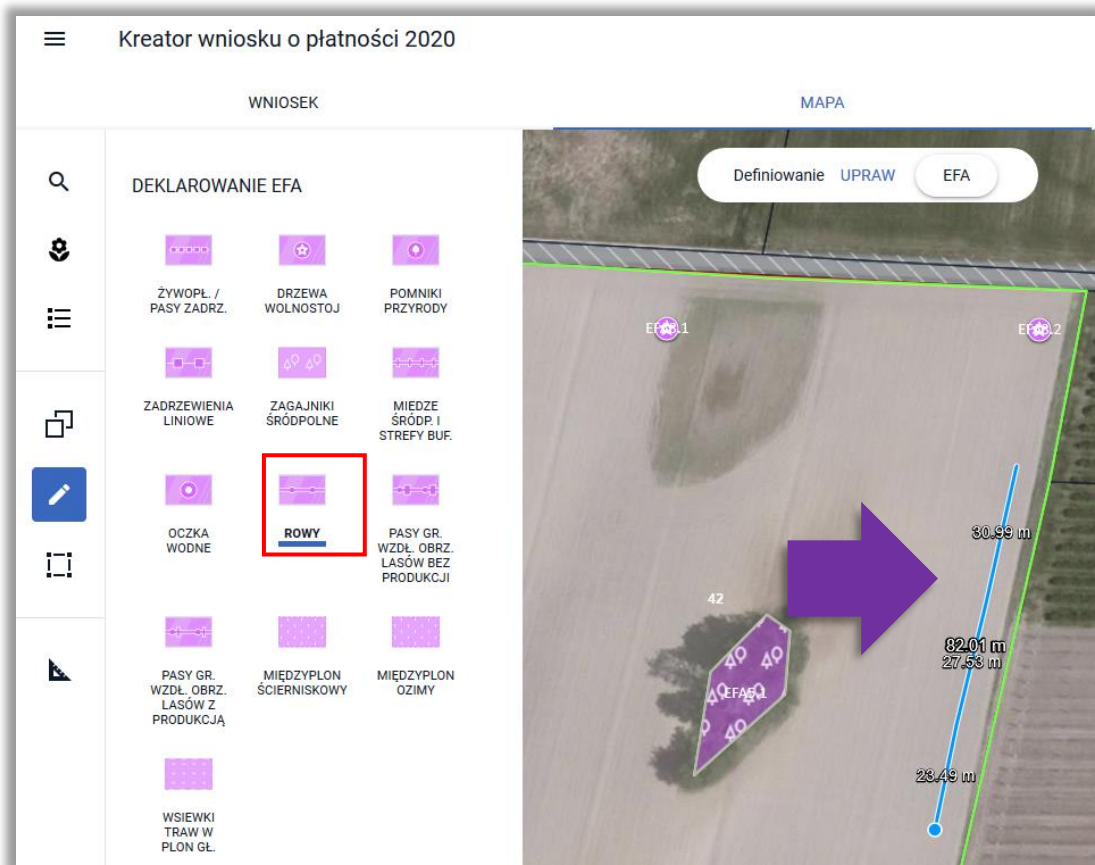 Kreator wniosku o płatności 2020
WNIOSEK
MAPA
DEKLAROWANIE EFA
Definiowanie UPRAW EFA
ŻYWOPŁ. /
PASY ZADRZ.
DRZEWA
WOLNOSTOJ
POMNIKI
PRZYRODY
ZADRZEWIENIA
LINIOWE
ZAGAJNIKI
ŚRÓDPOLNE
MIEDZE
ŚRÓDP. I
STREFY BUF.
OCZKA
WODNE
ROWY
PASY GR.
WZDŁ. OBRZ.
LASÓW BEZ
PRODUKCJI
PASY GR.
WZDŁ. OBRZ.
LASÓW Z
PRODUKCJĄ
MIĘDZYPLON
ŚCIERNISKOWY
MIĘDZYPLON
OZIMY
WSIEWKI
TRAW W
PLON GŁ.
30.99 m
42
82.01 m
27.53 m
EFA5.1
23.49 m